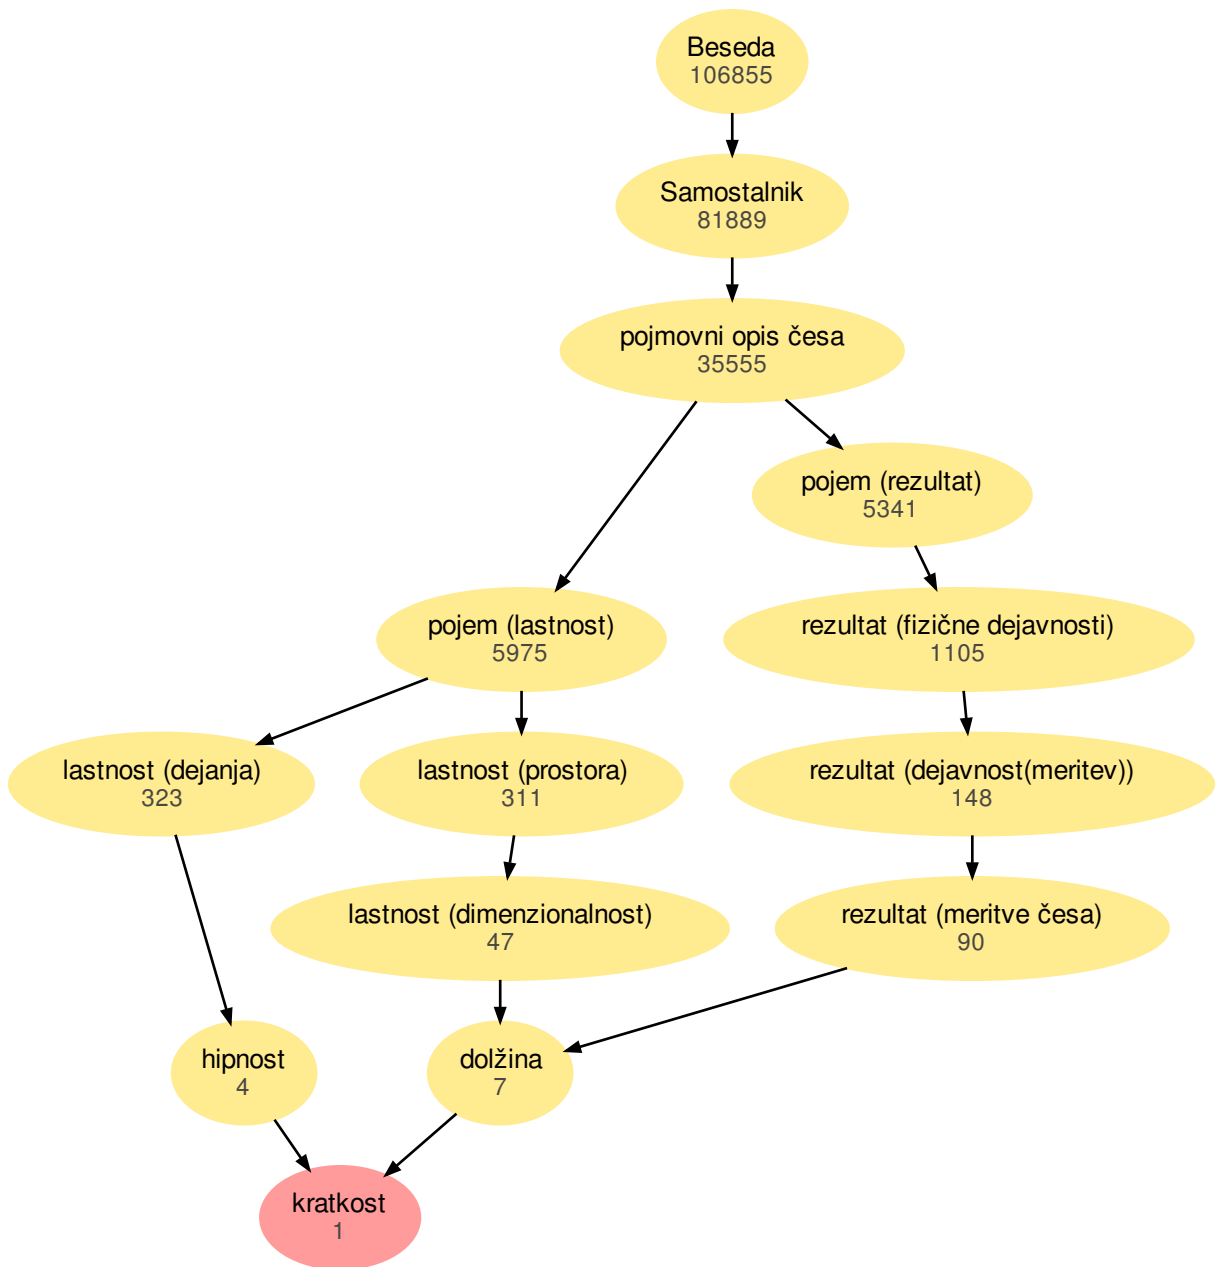 Beseda
106855
Samostalnik
81889
pojmovni opis česa
35555
pojem (rezultat)
5341
pojem (lastnost)
5975
rezultat (fizične dejavnosti)
1105
lastnost (dejanja)
323
lastnost (prostora)
311
rezultat (dejavnost(meritev))
148
lastnost (dimenzionalnost)
47
rezultat (meritve česa)
90
hipnost
4
dolžina
7
kratkost
1